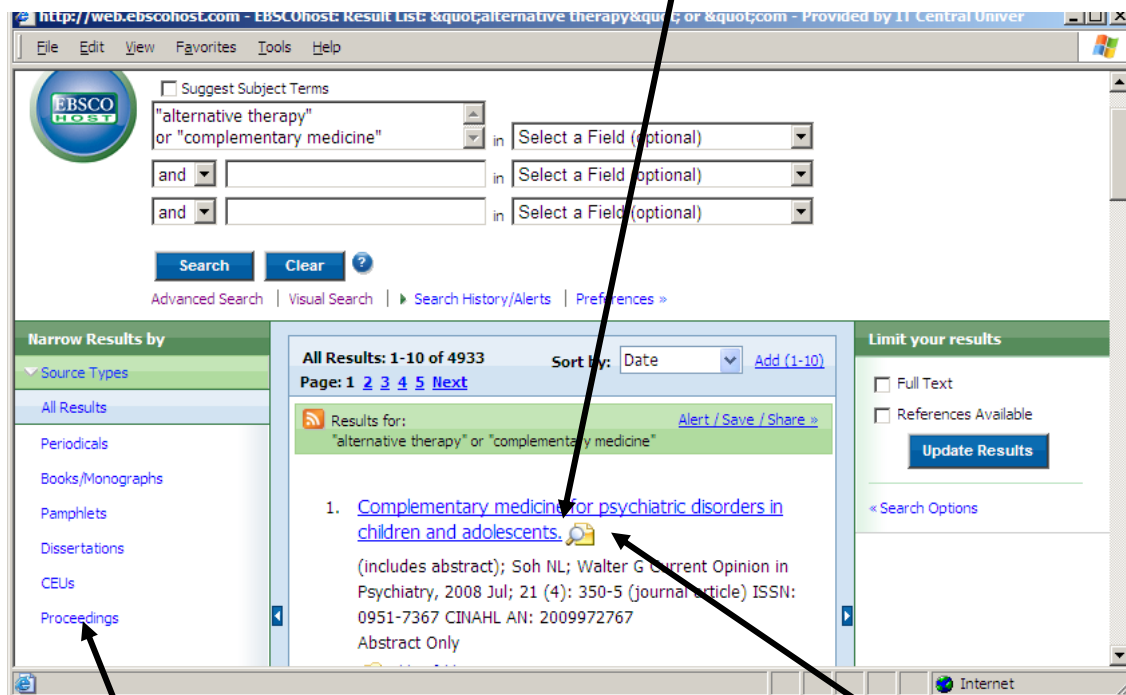 http://web.ebscohost.com - EBSCOhost: Result List: &quot;alternative therapy&quot; or &quot;com - Provided by IT Central Univer
File Edit View Favorites Tools Help
EBSCO
HOST
Suggest Subject Terms
"alternative therapy"
or "complementary medicine"
in Select a Field (optional)
and in Select a Field (optional)
and in Select a Field (optional)
Search Clear ?
Advanced Search | Visual Search | Search History/Alerts | Preferences »
Narrow Results by
Source Types
All Results
Periodicals
Books/Monographs
Pamphlets
Dissertations
CEUs
Proceedings
All Results: 1-10 of 4933 Sort by: Date Add (1-10)
Page: 1 2 3 4 5 Next
Results for: Alert / Save / Share »
"alternative therapy" or "complementary medicine"
1. Complementary medicine for psychiatric disorders in
children and adolescents.
(includes abstract); Soh NL; Walter G Current Opinion in
Psychiatry, 2008 Jul; 21 (4): 350-5 (journal article) ISSN:
0951-7367 CINAHL AN: 2009972767
Abstract Only
Limit your results
Full Text
References Available
Update Results
« Search Options
Internet